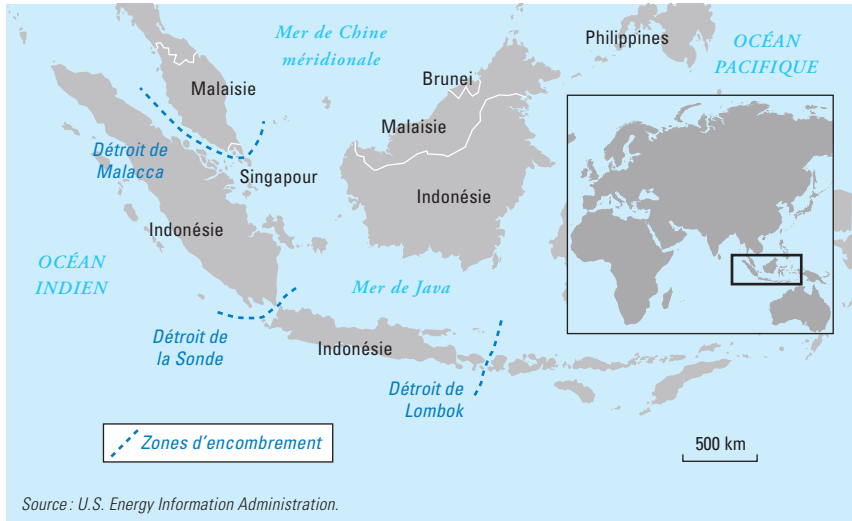 Mer de Chine
méridionale
Philippines
OCÉAN
PACIFIQUE
Malaisie
Brunei
Malaisie
Détroit de
Malacca
Singapour
Indonésie
Indonésie
OCÉAN
INDIEN
Mer de Java
Détroit de
la Sonde
Indonésie
Détroit de
Lombok
Zones d'encombrement
500 km
Source : U.S. Energy Information Administration.